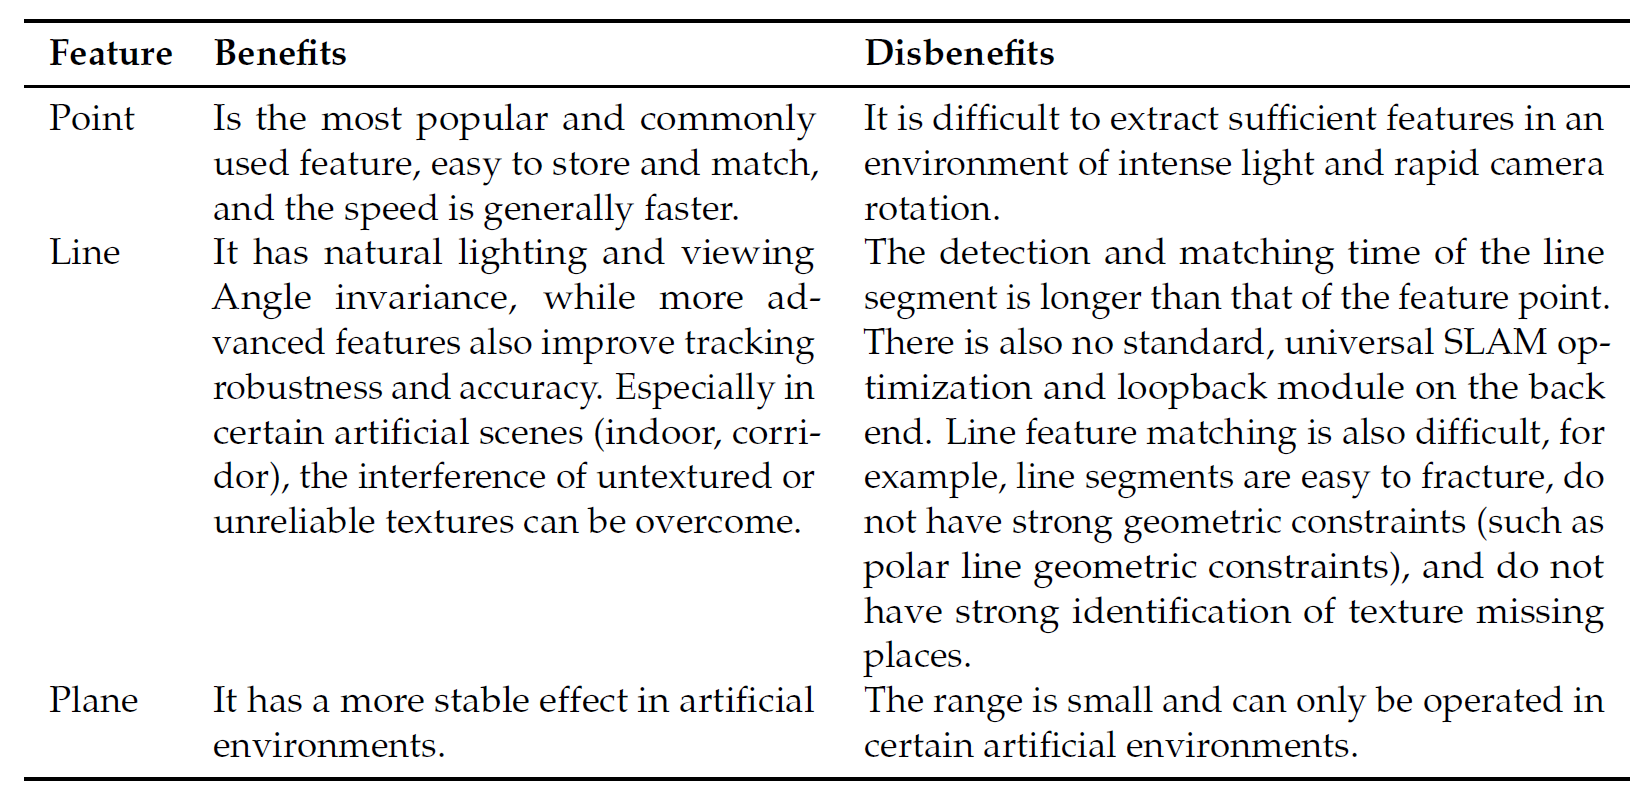 Feature Benefits Disbenefits
Point Is the most popular and commonly It is difficult to extract sufficient features in an
used feature, easy to store and match, environment of intense light and rapid camera
and the speed is generally faster. rotation.
Line It has natural lighting and viewing The detection and matching time of the line
Angle invariance, while more ad- segment is longer than that of the feature point.
vanced features also improve tracking There is also no standard, universal SLAM op-
robustness and accuracy. Especially in timization and loopback module on the back
certain artificial scenes (indoor, corri- end. Line feature matching is also difficult, for
dor), the interference of untextured or example, line segments are easy to fracture, do
unreliable textures can be overcome. not have strong geometric constraints (such as
polar line geometric constraints), and do not
have strong identification of texture missing
places.
Plane It has a more stable effect in artificial The range is small and can only be operated in
environments. certain artificial environments.